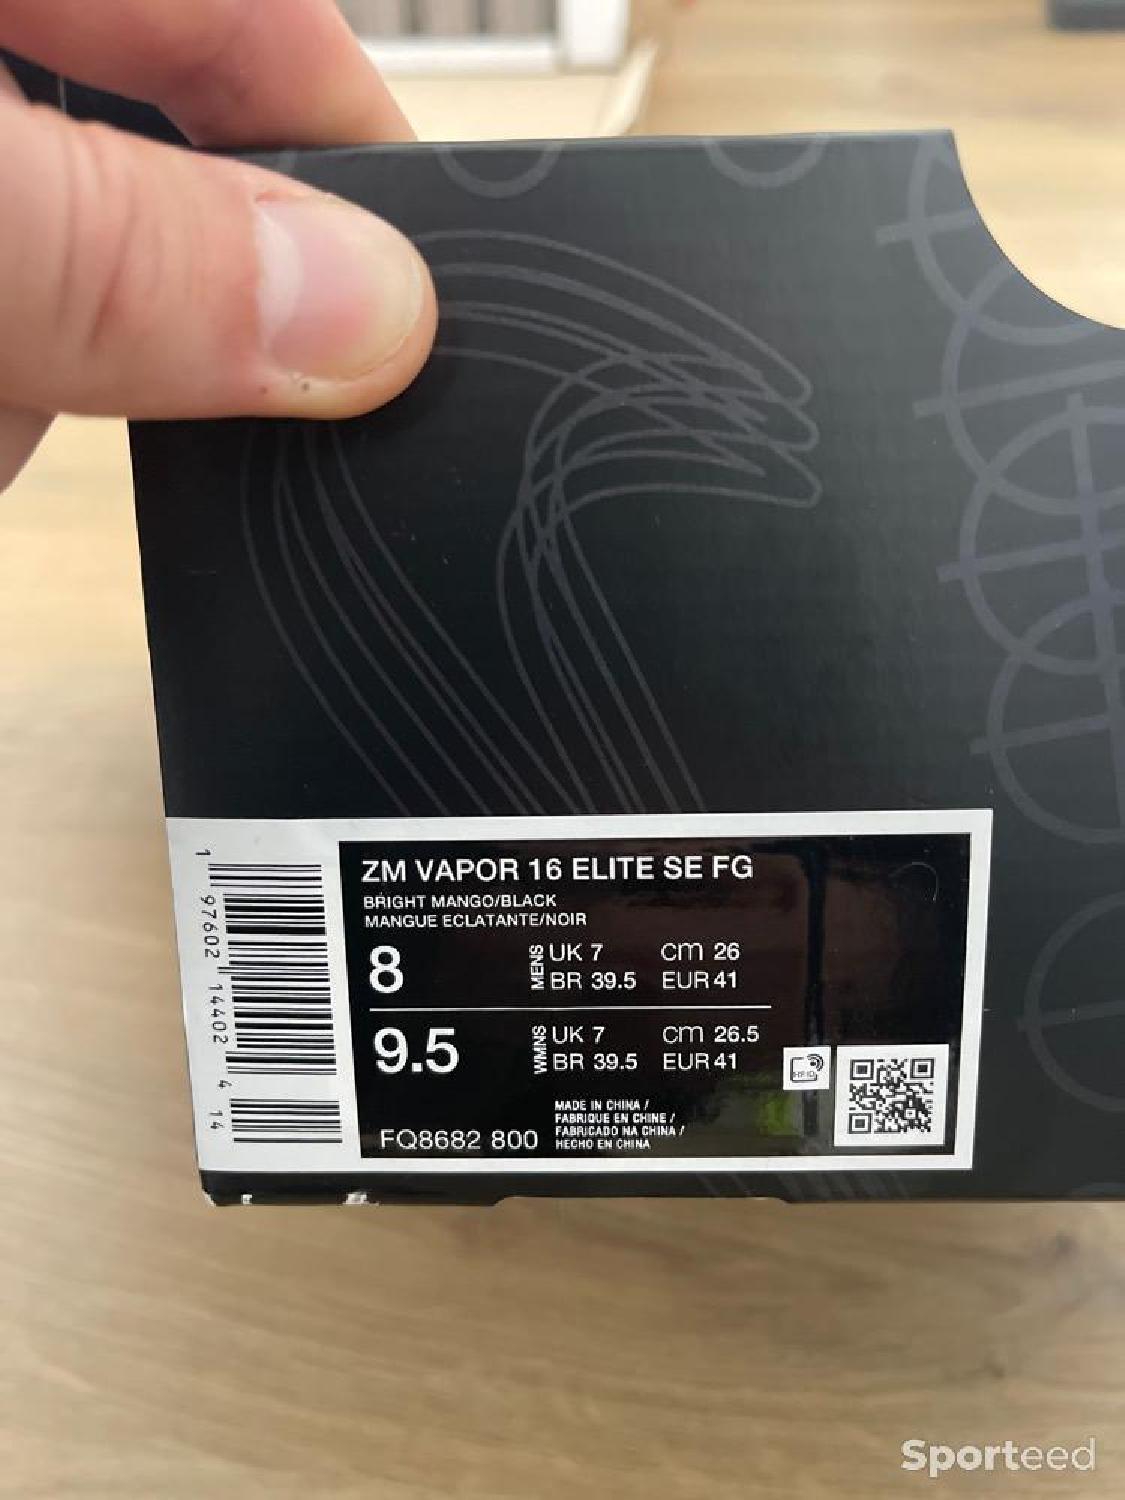 ZM VAPOR 16 ELITE SE FG
BRIGHT MANGO/BLACK
MANGUE ECLATANTE/NOIR
8 MENS UK 7 cm 26
BR 39.5 EUR 41
9.5 WMNS UK 7 cm 26.5
BR 39.5 EUR 41
RFID
FQ8682 800
MADE IN CHINA /
FABRIQUE EN CHINE /
FABRICADO NA CHINA /
HECHO EN CHINA
1 97602 14402 4 14
Sporteed